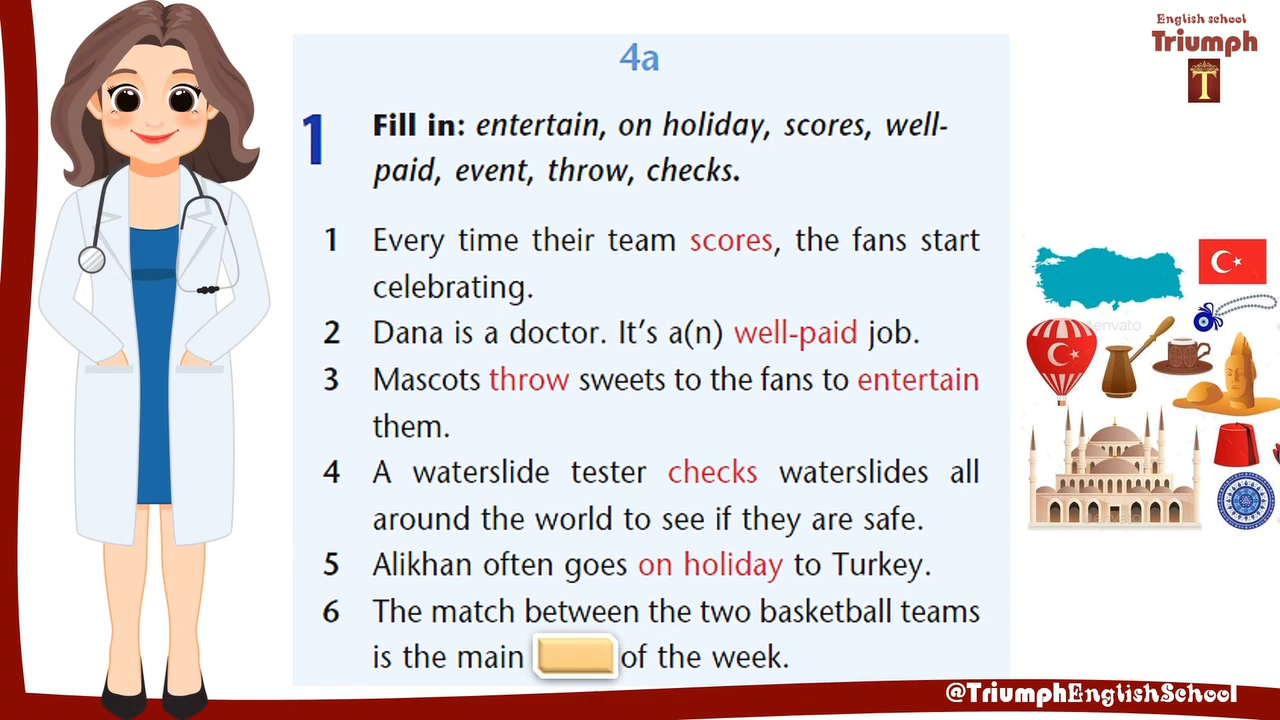 English school
Triumph
T
4a
1 Fill in: entertain, on holiday, scores, well-
paid, event, throw, checks.
1 Every time their team scores, the fans start
celebrating.
2 Dana is a doctor. It's a(n) well-paid job.
3 Mascots throw sweets to the fans to entertain
them.
4 A waterslide tester checks waterslides all
around the world to see if they are safe.
5 Alikhan often goes on holiday to Turkey.
6 The match between the two basketball teams
is the main of the week.
envato
@TriumphEnglishSchool